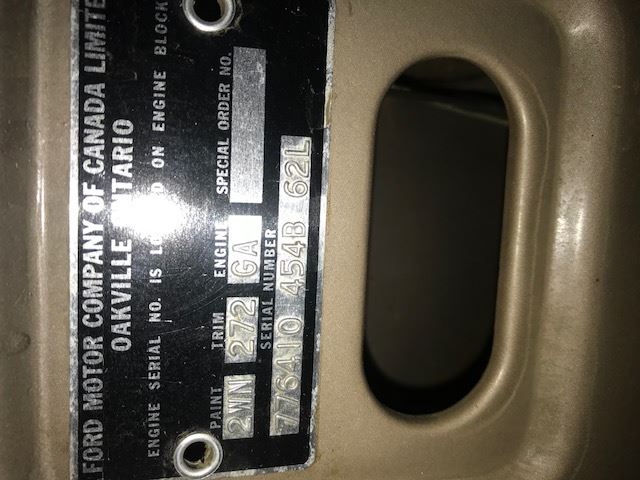 FORD MOTOR COMPANY OF CANADA LIMITE
OAKVILLE ONTARIO
ENGINE SERIAL NO. IS ON ENGINE BLOCK
PAINT TRIM ENGINE SPECIAL ORDER NO.
2WN 272 GA
SERIAL NUMBER
776410 454B 62L